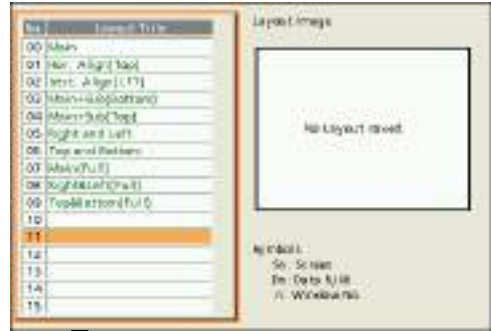 No. Layout Title
00 Main
01 Hor. Align(Top)
02 Vert. Align(Lft)
03 Main+Sub(Bottom)
04 Main+Sub(Top)
05 Right and Left
06 Top and Bottom
07 Main(Full)
08 Right&Left(Full)
09 Top&Bottom(Full)
10
11
12
13
14
15
Layout Image
No Layout saved.
Symbols:
Sn: Screen
Dn: Data
n: Window No.